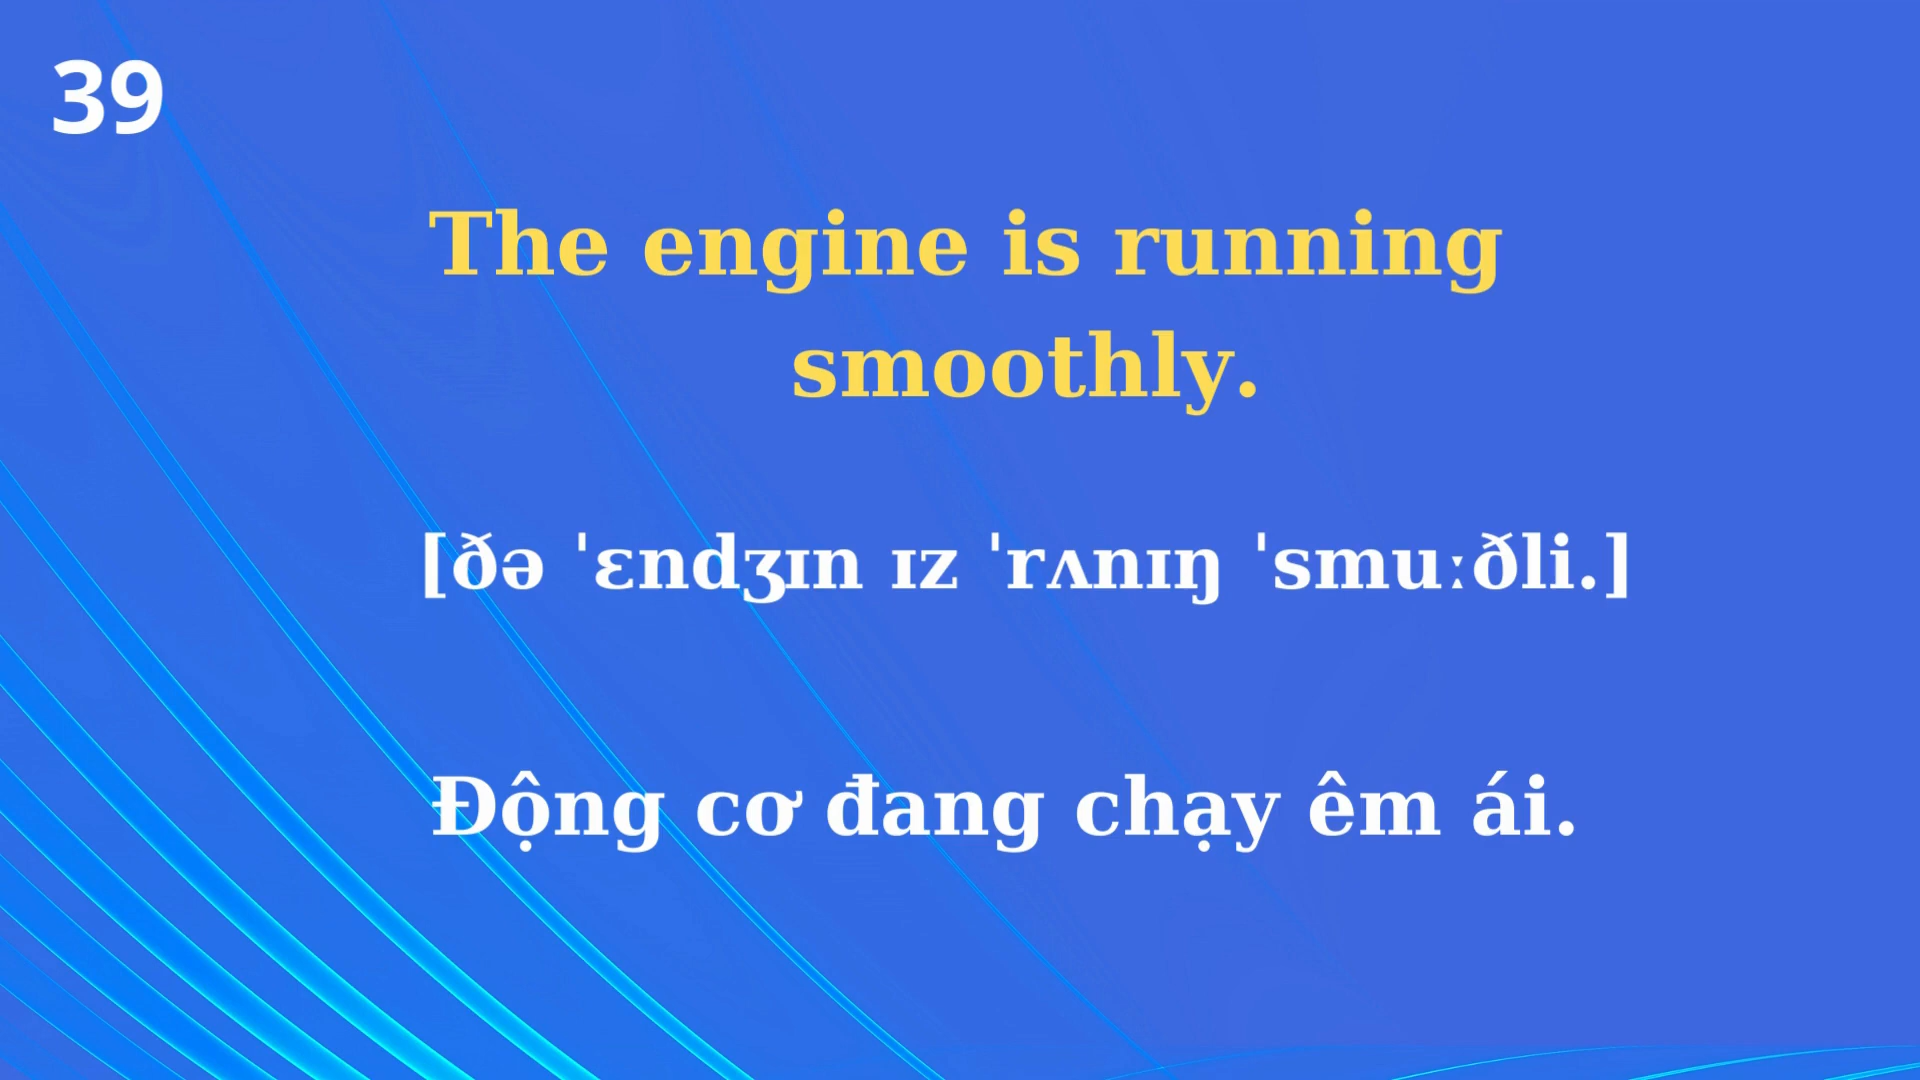 39
The engine is running
smoothly.
[ðə ˈɛndʒɪn ɪz ˈrʌnɪŋ ˈsmuːðli.]
Động cơ đang chạy êm ái.